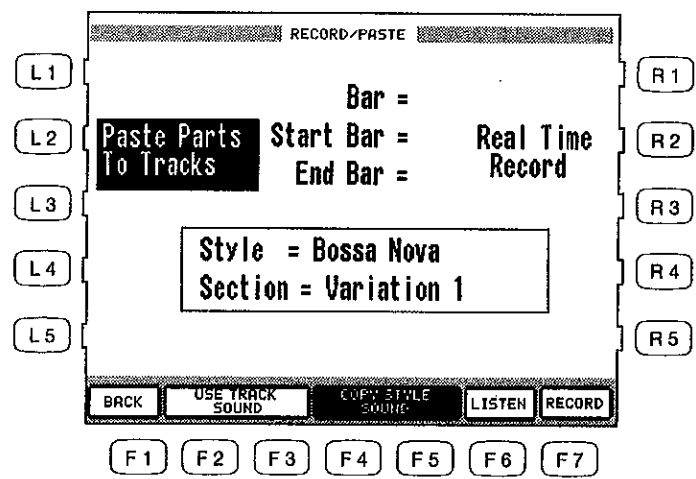 RECORD/PASTE
L1
R1
Bar =
L2
Paste Parts
To Tracks
Start Bar =
End Bar =
Real Time
Record
R2
L3
R3
Style = Bossa Nova
Section = Variation 1
L4
R4
L5
R5
BACK
USE TRACK
SOUND
COPY STYLE
SOUND
LISTEN
RECORD
F1
F2
F3
F4
F5
F6
F7